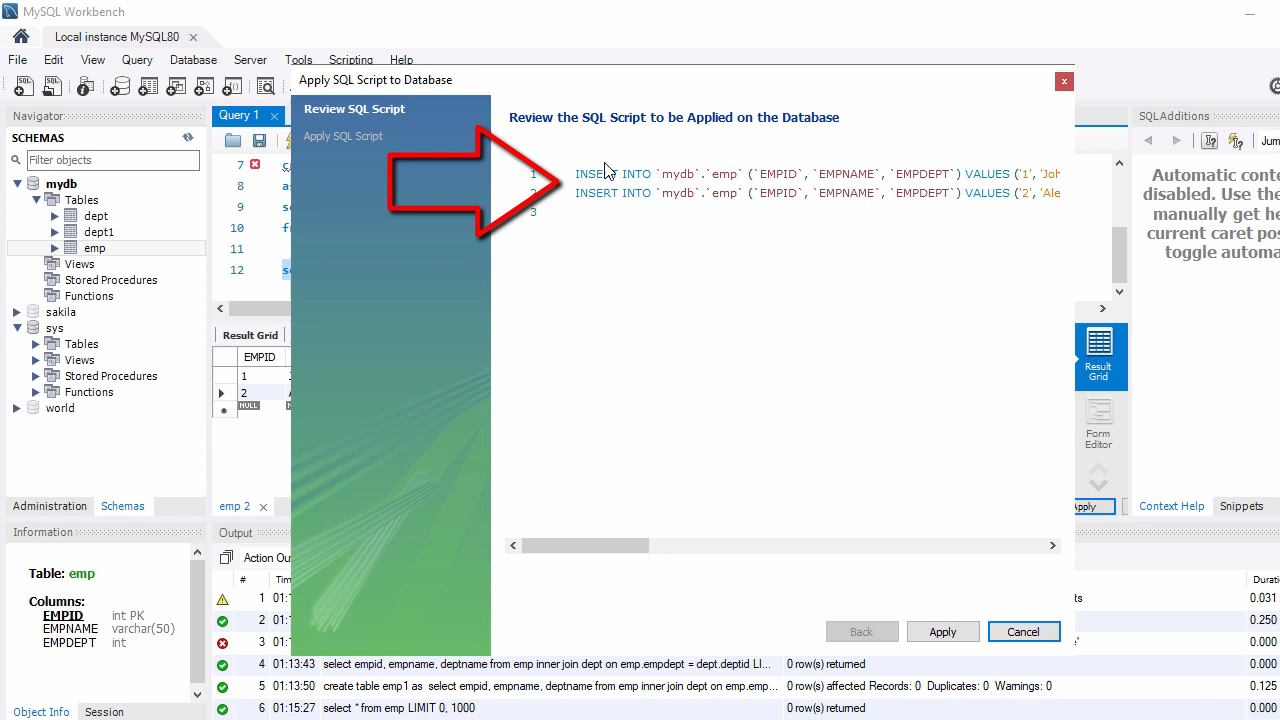 MySQL Workbench
Local instance MySQL80
File Edit View Query Database Server Tools Scripting Help
Navigator
SCHEMAS
Filter objects
mydb
Tables
dept
dept1
emp
Views
Stored Procedures
Functions
sakila
sys
Tables
Views
Stored Procedures
Functions
world
Administration Schemas
Information
Table: emp
Columns:
EMPID int PK
EMPNAME varchar(50)
EMPDEPT int
Object Info Session
Query 1
7
8 as
9 se
10
11
12 se
Result Grid
EMPID
1
2
NULL
emp 2
Apply SQL Script to Database
Review SQL Script
Apply SQL Script
Review the SQL Script to be Applied on the Database
1 INSERT INTO `mydb`.`emp` (`EMPID`, `EMPNAME`, `EMPDEPT`) VALUES ('1', 'Joh
INSERT INTO `mydb`.`emp` (`EMPID`, `EMPNAME`, `EMPDEPT`) VALUES ('2', 'Ale
3
Back Apply Cancel
SQLAdditions
Jum
Automatic conte
disabled. Use the
manually get he
current caret pos
toggle automa
Result
Grid
Form
Editor
Apply
Context Help Snippets
Output
Action Ou
# Tim Duratio
1 01:1 ts 0.031
2 01:1 0.250
3 01:1 0.000
4 01:13:43 select empid, empname, deptname from emp inner join dept on emp.empdept = dept.deptid LI... 0 row(s) returned 0.000
5 01:13:50 create table emp1 as select empid, empname, deptname from emp inner join dept on emp.emp... 0 row(s) affected Records: 0 Duplicates: 0 Warnings: 0 0.125
6 01:15:27 select * from emp LIMIT 0, 1000 0 row(s) returned 0.000